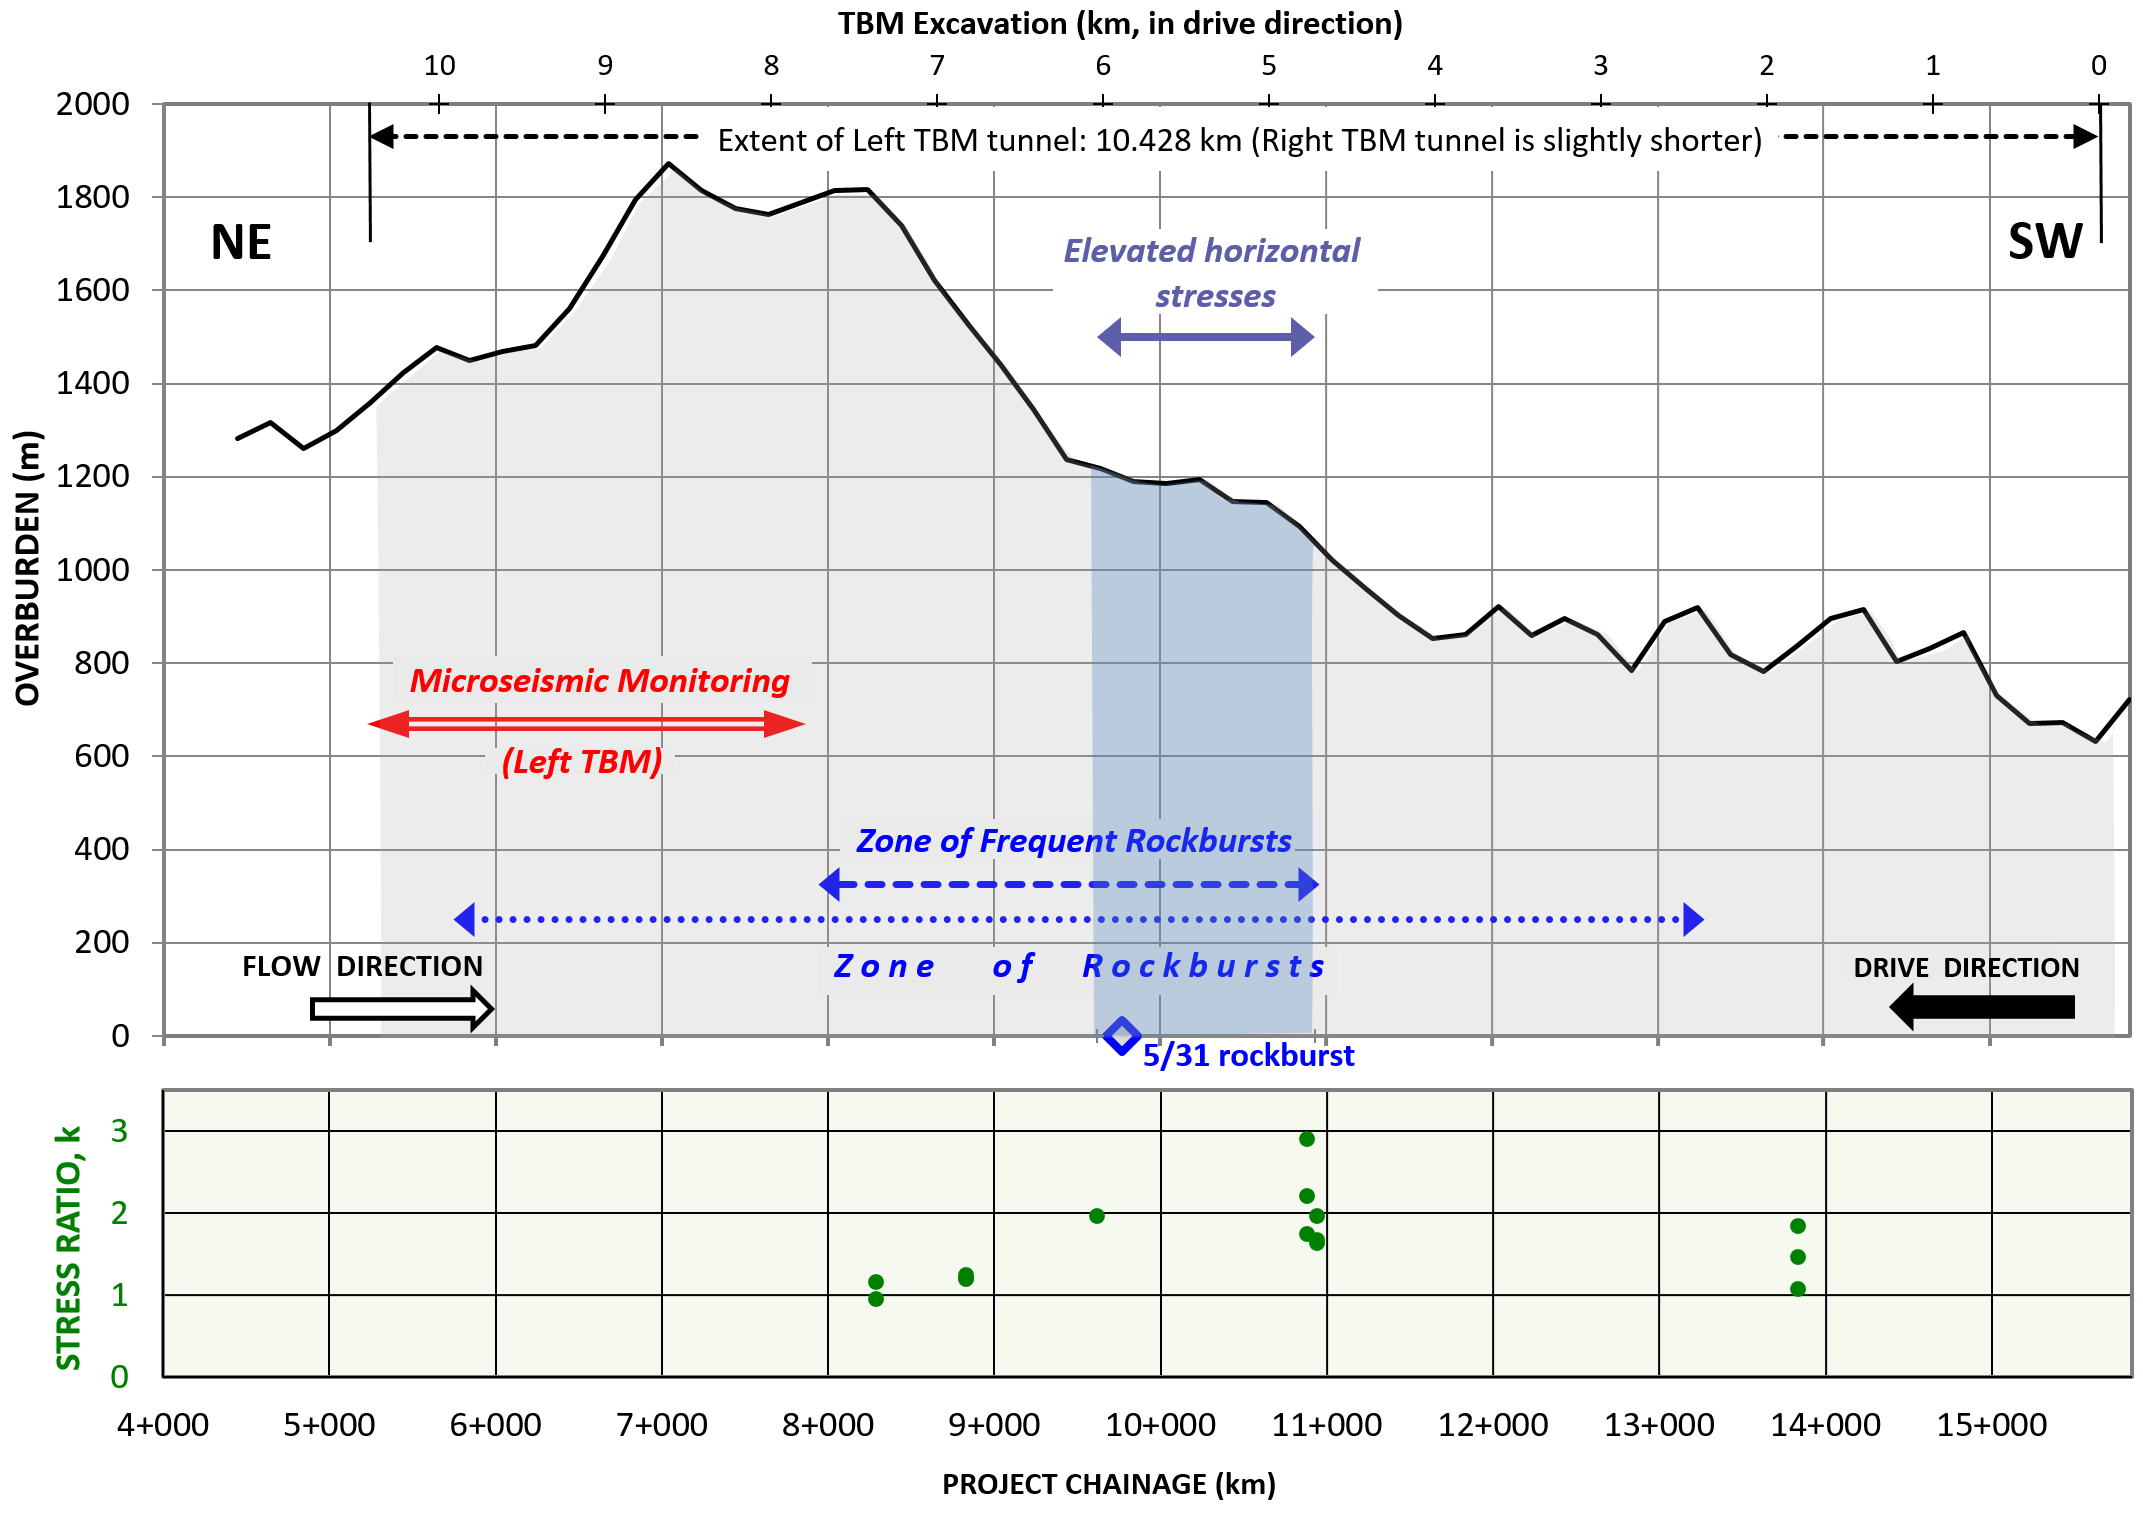 TBM Excavation (km, in drive direction)
10 9 8 7 6 5 4 3 2 1 0
2000
Extent of Left TBM tunnel: 10.428 km (Right TBM tunnel is slightly shorter)
1800
NE
SW
Elevated horizontal
stresses
1600
1400
1200
1000
800
600
400
200
0
OVERBURDEN (m)
Microseismic Monitoring
(Left TBM)
Zone of Frequent Rockbursts
Zone of Rockbursts
FLOW DIRECTION
DRIVE DIRECTION
5/31 rockburst
STRESS RATIO, k
3
2
1
0
4+000 5+000 6+000 7+000 8+000 9+000 10+000 11+000 12+000 13+000 14+000 15+000
PROJECT CHAINAGE (km)